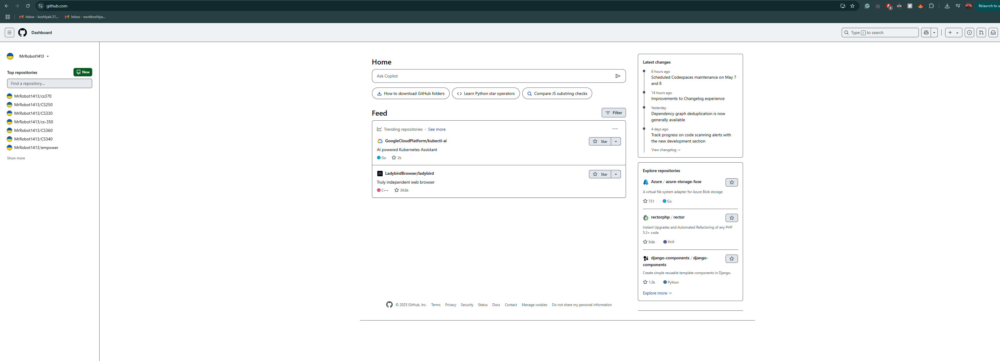 github.com
Relaunch to u
Inbox - koshlyak.31...
Inbox - workkoshlya...
Dashboard
Type / to search
MrRobot1413
Top repositories
New
Find a repository...
MrRobot1413/cs370
MrRobot1413/CS250
MrRobot1413/CS330
MrRobot1413/cs-350
MrRobot1413/CS360
MrRobot1413/CS340
MrRobot1413/empower
Show more
Home
Ask Copilot
How to download GitHub folders
Learn Python star operators
Compare JS substring checks
Feed
Filter
Trending repositories · See more
GoogleCloudPlatform/kubectl-ai
Star
AI powered Kubernetes Assistant
Go 2k
LadybirdBrowser/ladybird
Star
Truly independent web browser
C++ 39.8k
© 2025 GitHub, Inc. Terms Privacy Security Status Docs Contact Manage cookies Do not share my personal information
Latest changes
6 hours ago
Scheduled Codespaces maintenance on May 7
and 8
14 hours ago
Improvements to Changelog experience
Yesterday
Dependency graph deduplication is now
generally available
4 days ago
Track progress on code scanning alerts with
the new development section
View changelog →
Explore repositories
Azure / azure-storage-fuse
A virtual file system adapter for Azure Blob storage
731 Go
rectorphp / rector
Instant Upgrades and Automated Refactoring of any PHP
5.3+ code
9.6k PHP
django-components / django-
components
Create simple reusable template components in Django.
1.3k Python
Explore more →